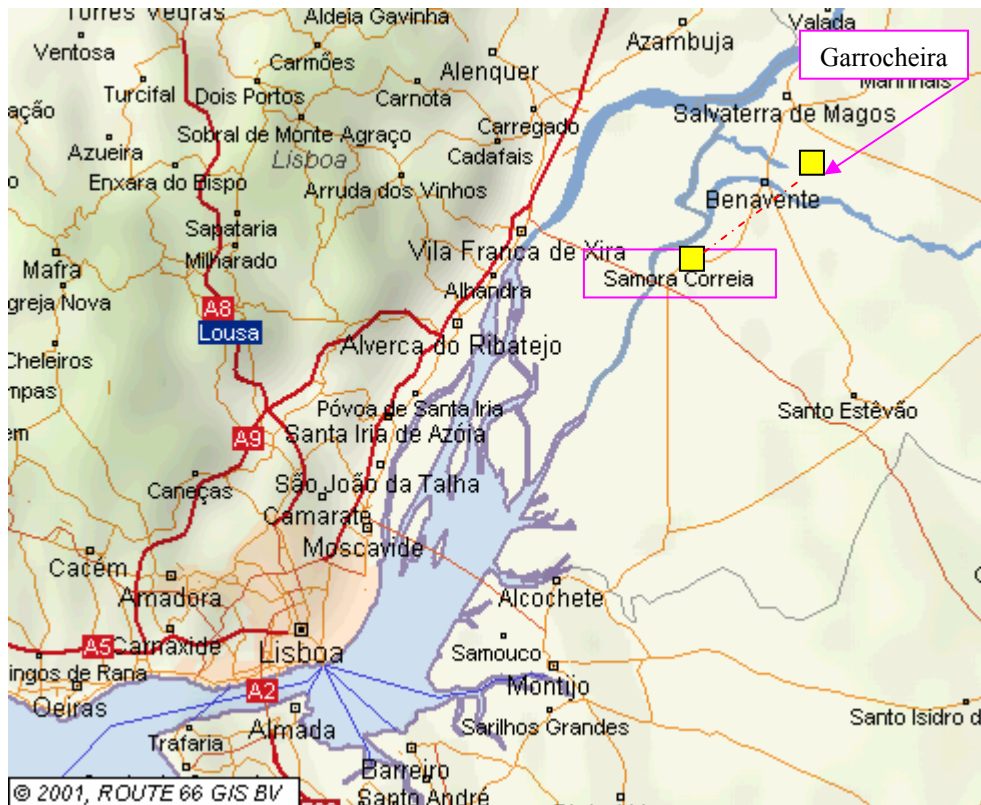 Torres Vedras
Aldeia Gavinha
Valada
Ventosa
Azambuja
Garrocheira
Carmões
Alenquer
Marinhais
Turcifal
Dois Portos
Carnota
Salvaterra de Magos
ação
Sobral de Monte Agraço
Carregado
Azueira
Lisboa
Cadafais
Enxara do Bispo
Arruda dos Vinhos
Benavente
Sapataria
Vila Franca de Xira
Milharado
Mafra
Samora Correia
Alhandra
greja Nova
A8
Lousa
Alverca do Ribatejo
Cheleiros
mpas
Póvoa de Santa Iria
Santo Estêvão
em
A9
Santa Iria de Azóia
Caneças
São João da Talha
Camarate
Moscavide
Cacém
Amadora
Alcochete
A5
Carnaxide
Lisboa
Samouco
ingos de Rana
Montijo
Oeiras
A2
Almada
Sarilhos Grandes
Santo Isidro d
Trafaria
Barreiro
Santo André
© 2001, ROUTE 66 GIS BV